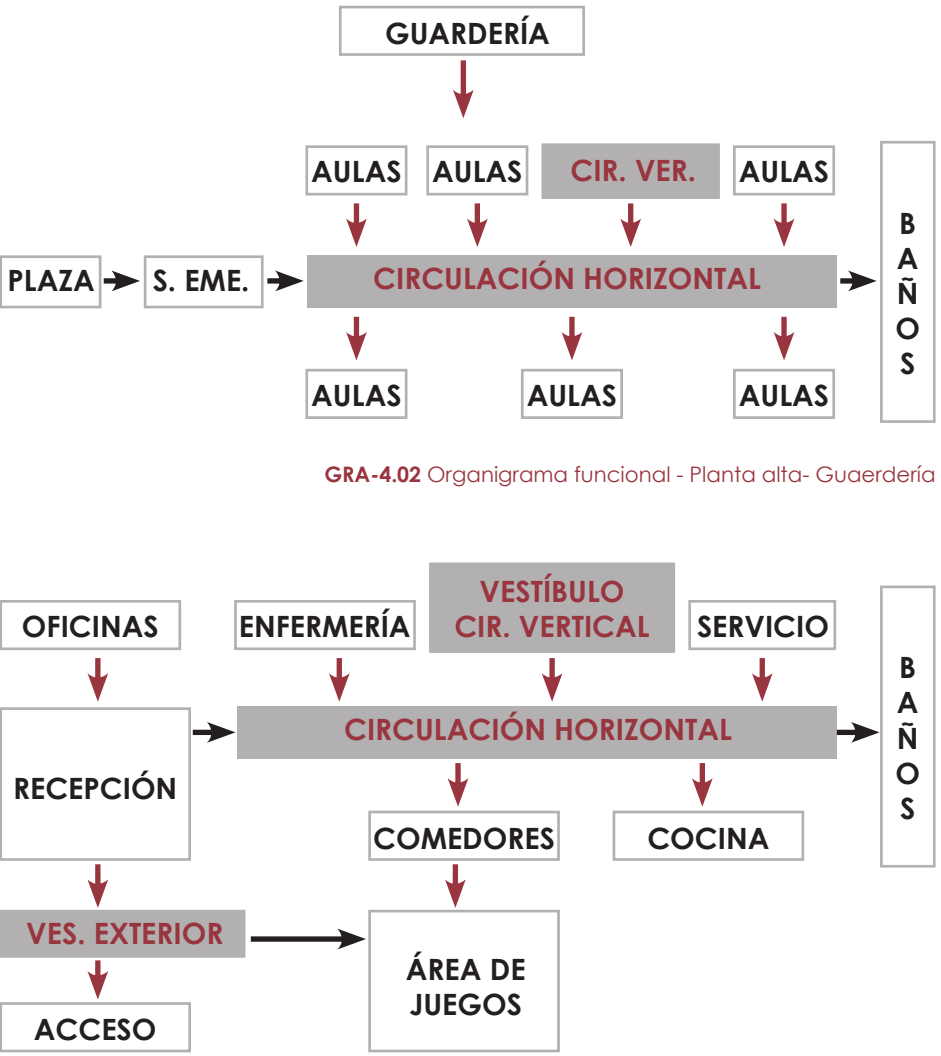 GUARDERÍA
AULAS
AULAS
CIR. VER.
AULAS
PLAZA
S. EME.
CIRCULACIÓN HORIZONTAL
BAÑOS
AULAS
AULAS
AULAS
GRA-4.02 Organigrama funcional - Planta alta- Guaerdería
OFICINAS
ENFERMERÍA
VESTÍBULO
CIR. VERTICAL
SERVICIO
RECEPCIÓN
CIRCULACIÓN HORIZONTAL
BAÑOS
COMEDORES
COCINA
VES. EXTERIOR
ÁREA DE
JUEGOS
ACCESO